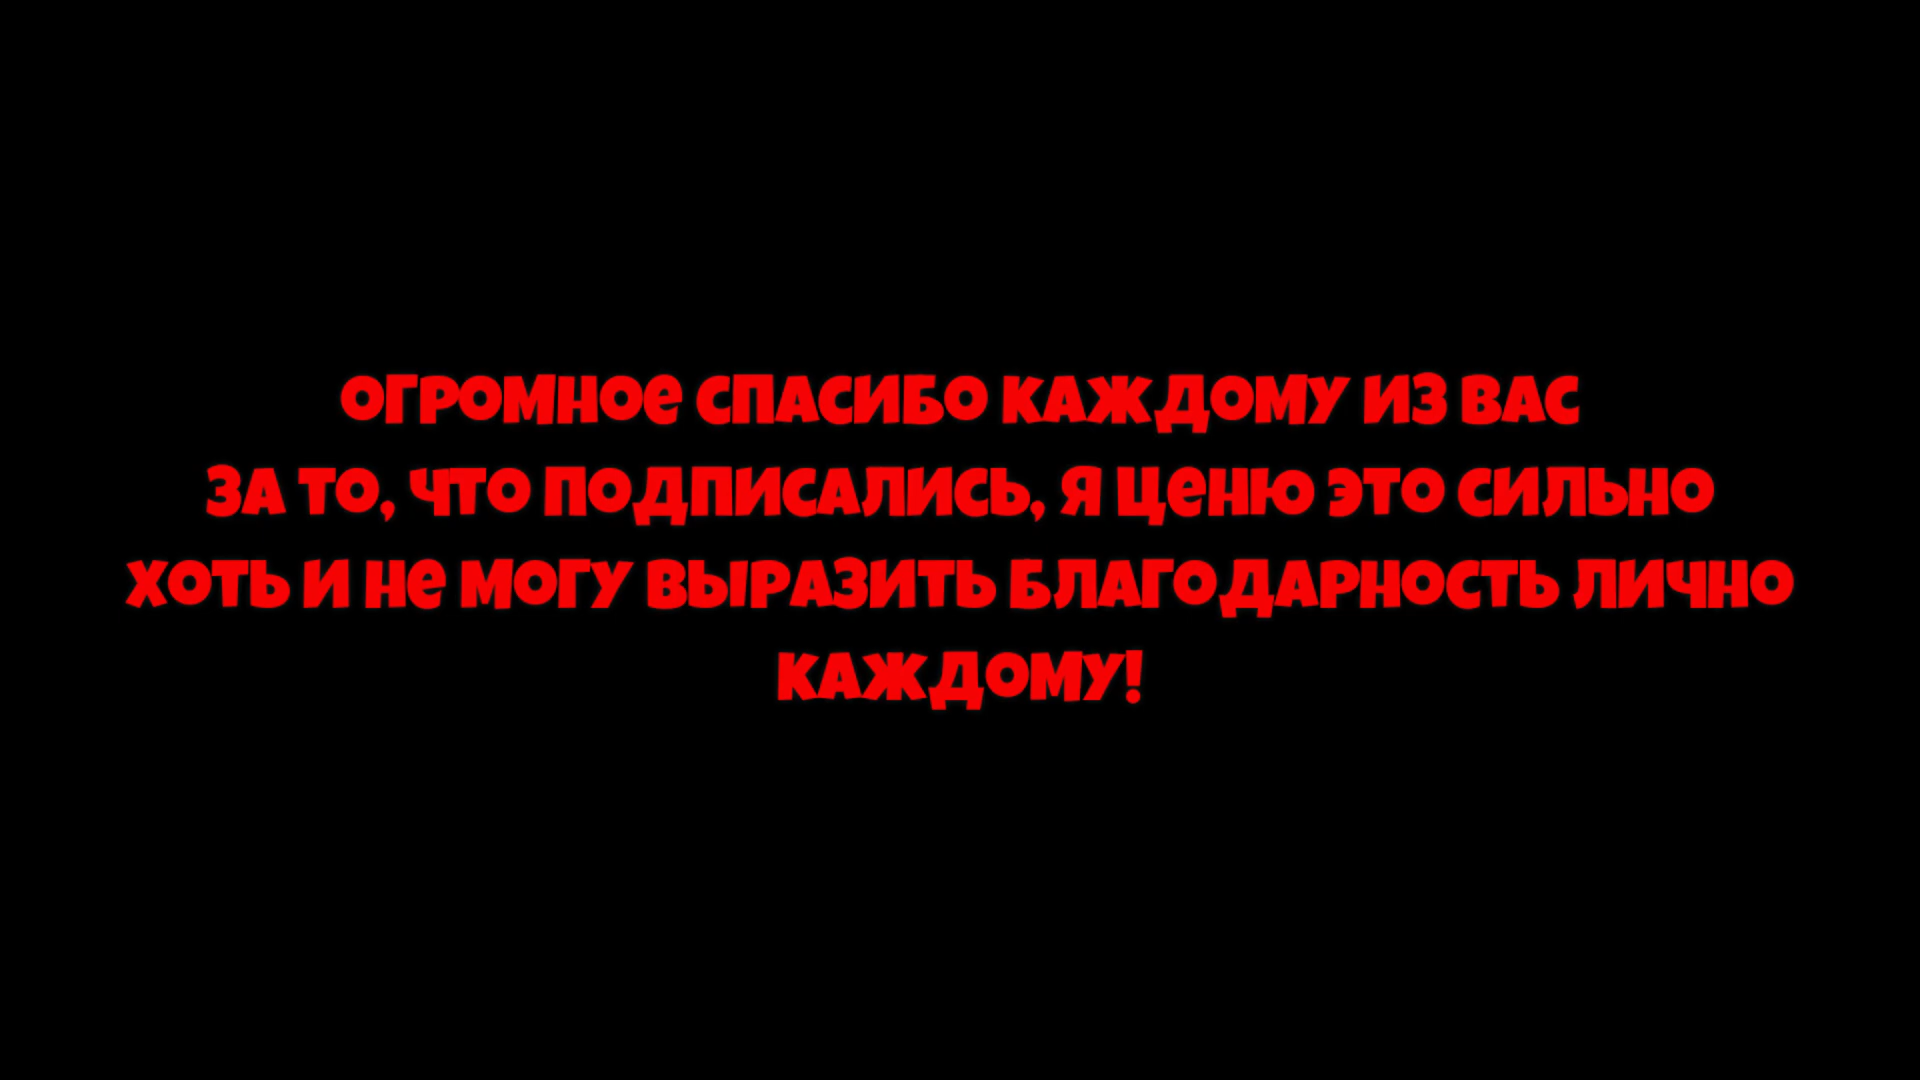 ОГРОМНОЕ СПАСИБО КАЖДОМУ ИЗ ВАС
ЗА ТО, ЧТО ПОДПИСАЛИСЬ, Я ЦЕНЮ ЭТО СИЛЬНО
ХОТЬ И НЕ МОГУ ВЫРАЗИТЬ БЛАГОДАРНОСТЬ ЛИЧНО
КАЖДОМУ!